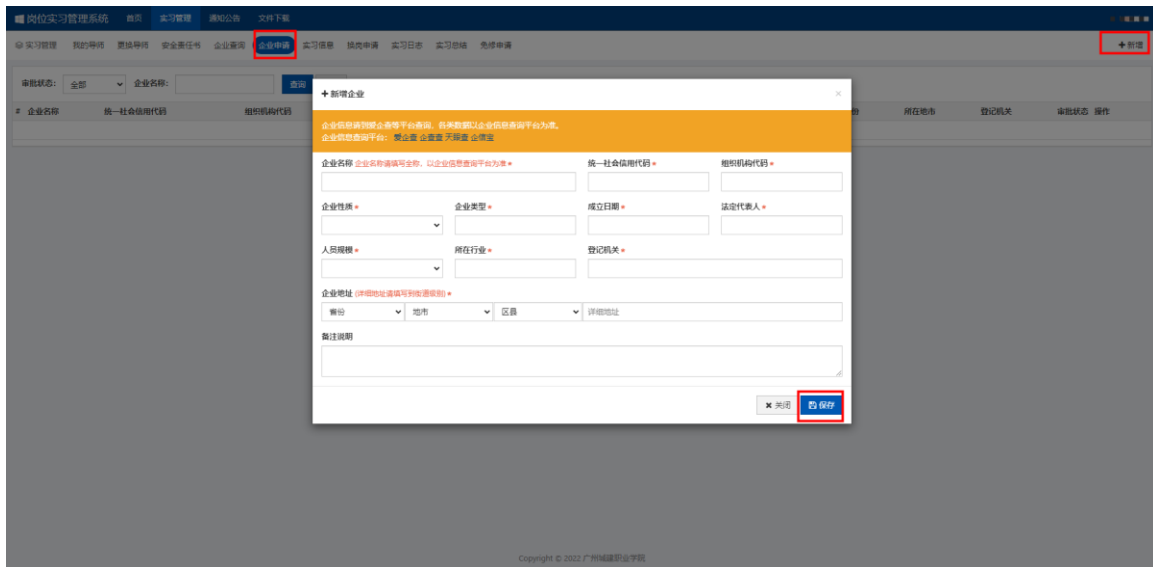 岗位实习管理系统 首页 实习管理 通知公告 文件下载
实习管理 我的导师 更换导师 安全责任书 企业查询 企业申请 实习信息 换岗申请 实习日志 实习总结 免修申请 +新增
审批状态: 全部 企业名称: 查询
# 企业名称 统一社会信用代码 组织机构代码 所在地市 登记机关 审批状态 操作
+新增企业 ×
企业信息请到爱企查等平台查询，各类数据以企业信息查询平台为准。
企业信息查询平台： 爱企查 企查查 天眼查 企信宝
企业名称 企业名称请填写全称，以企业信息查询平台为准* 统一社会信用代码* 组织机构代码*
企业性质* 企业类型* 成立日期* 法定代表人*
人员规模* 所在行业* 登记机关*
企业地址 (详细地址请填写到街道级别)*
省份 地市 区县 详细地址
备注说明
×关闭 保存
Copyright © 2022 广州城建职业学院